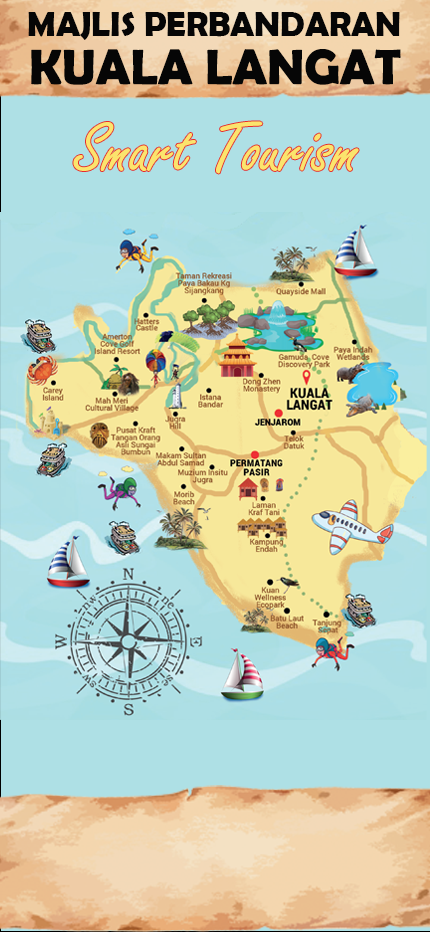 MAJLIS PERBANDARAN
KUALA LANGAT
Smart Tourism
Taman Rekreasi
Paya Bakau Kg
Sijangkang
Quayside Mall
Hatters
Castle
Amerton
Cove Golf
Island Resort
Gamuda Cove
Discovery Park
Paya Indah
Wetlands
Carey
Island
Mah Meri
Cultural Village
Istana
Bandar
Dong Zhen
Monastery
KUALA
LANGAT
Jugra
Hill
JENJAROM
Pusat Kraft
Tangan Orang
Asli Sungai
Bumbun
Telok
Datuk
Makam Sultan
Abdul Samad
PERMATANG
PASIR
Muzium Insitu
Jugra
Morib
Beach
Laman
Kraf Tani
Kampung
Endah
Kuan
Wellness
Ecopark
Batu Laut
Beach
Tanjung
Sepat
N
W
E
S